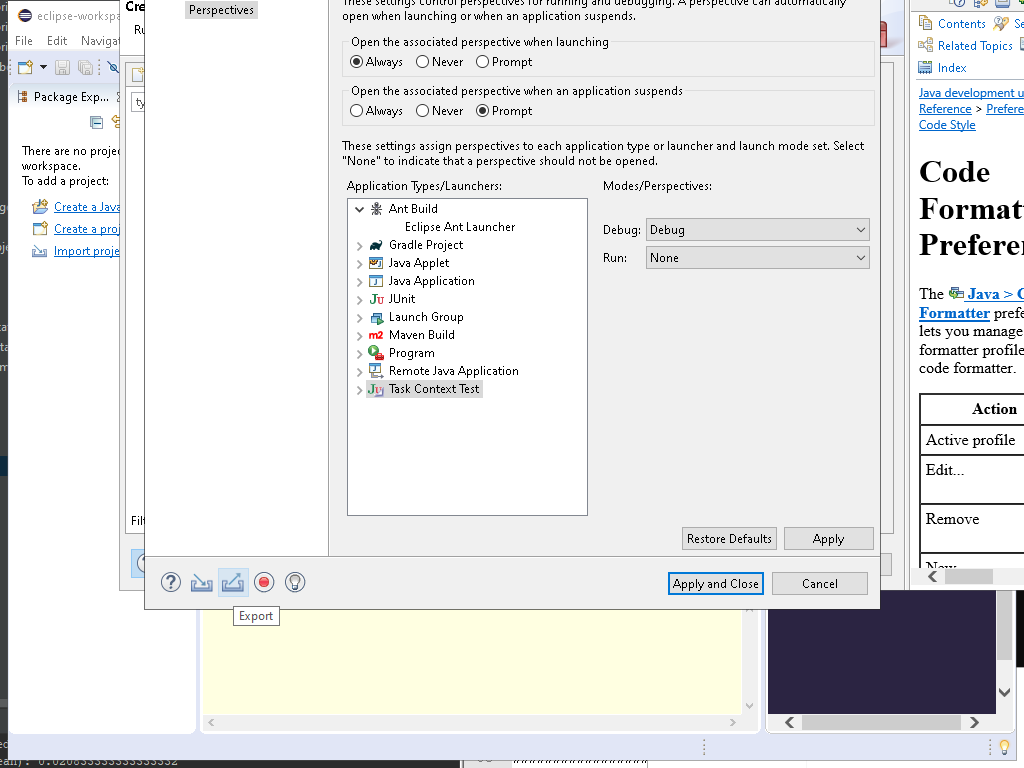 eclipse-workspa
File Edit Navigat
Package Exp...
There are no projec
workspace.
To add a project:
Create a Java
Create a proj
Import proje
Cre
Ru
ty
Filt
Perspectives
These settings control perspectives for running and debugging. A perspective can automatically
open when launching or when an application suspends.
Open the associated perspective when launching
Always Never Prompt
Open the associated perspective when an application suspends
Always Never Prompt
These settings assign perspectives to each application type or launcher and launch mode set. Select
"None" to indicate that a perspective should not be opened.
Application Types/Launchers:
Modes/Perspectives:
Ant Build
Eclipse Ant Launcher
Gradle Project
Java Applet
Java Application
JUnit
Launch Group
Maven Build
Program
Remote Java Application
Task Context Test
Debug: Debug
Run: None
Restore Defaults Apply
Apply and Close Cancel
Export
Contents Se
Related Topics
Index
Java development u
Reference > Prefere
Code Style
Code
Formatt
Preferen
The Java > C
Formatter prefe
lets you manage
formatter profile
code formatter.
Action
Active profile
Edit...
Remove
New...
ean): 0.020833333333333332